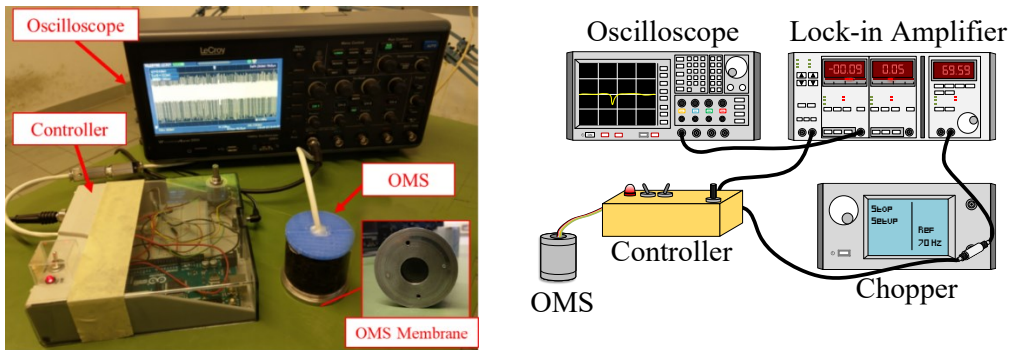 Oscilloscope
LeCroy
Controller
OMS
OMS Membrane
Oscilloscope
Lock-in Amplifier
-00.09
0.05
69.59
Stop
Setup
Ref
70 Hz
Controller
OMS
Chopper